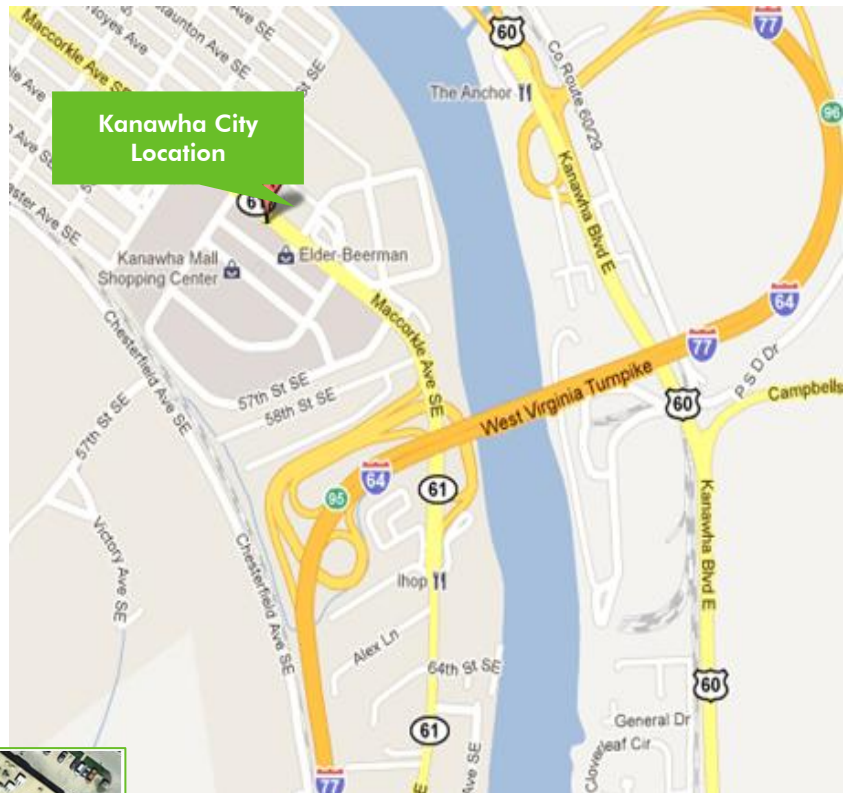 Noyes Ave
Staunton Ave SE
Ave SE
St SE
Maccorkle Ave SE
60
77
Co Route 60/29
The Anchor
96
Kanawha City
Location
Ave
Ave SE
Ave SE
61
Kanawha Blvd E
Kanawha Mall
Shopping Center
Elder-Beerman
64
Maccorkle Ave SE
77
P S D Dr
Chesterfield Ave SE
57th St SE
58th St SE
West Virginia Turnpike
60
Campbells
57th St SE
64
95
61
Kanawha Blvd E
Victory Ave SE
Chesterfield Ave SE
Ihop
Alex Ln
64th St SE
60
General Dr
61
Cloverleaf Cir
77
E
Ave SE